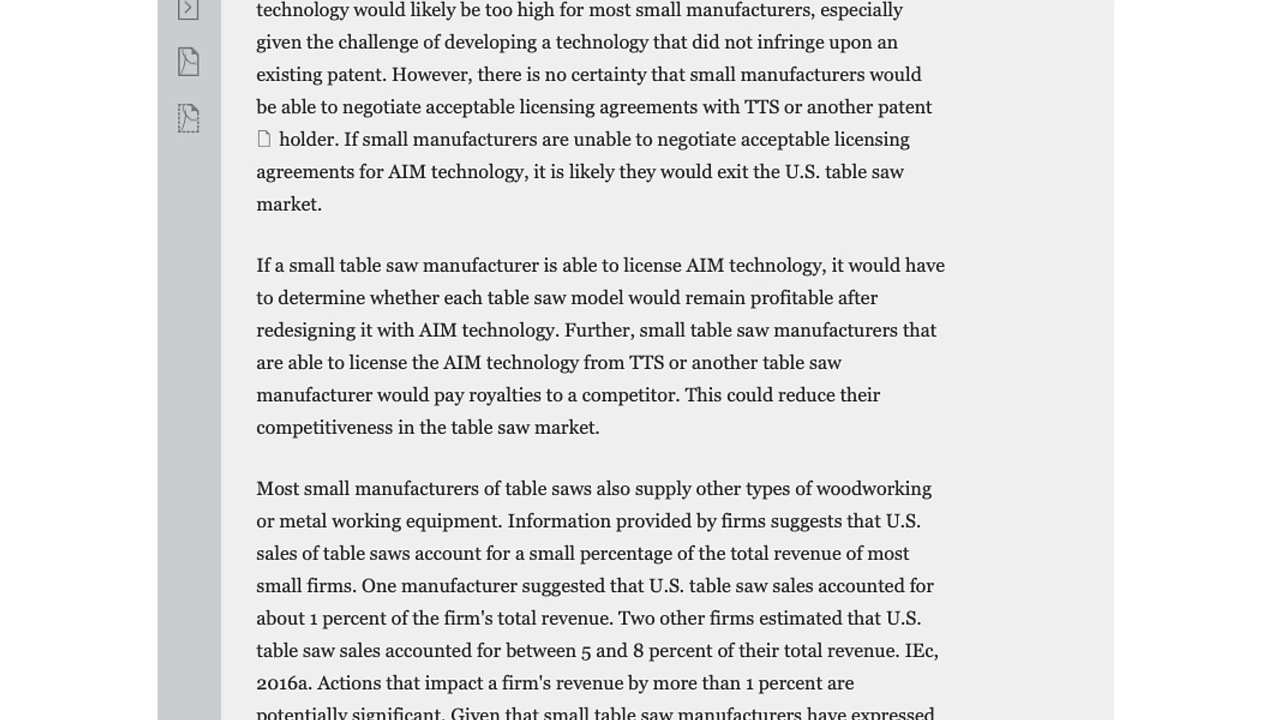 technology would likely be too high for most small manufacturers, especially
given the challenge of developing a technology that did not infringe upon an
existing patent. However, there is no certainty that small manufacturers would
be able to negotiate acceptable licensing agreements with TTS or another patent
holder. If small manufacturers are unable to negotiate acceptable licensing
agreements for AIM technology, it is likely they would exit the U.S. table saw
market.
If a small table saw manufacturer is able to license AIM technology, it would have
to determine whether each table saw model would remain profitable after
redesigning it with AIM technology. Further, small table saw manufacturers that
are able to license the AIM technology from TTS or another table saw
manufacturer would pay royalties to a competitor. This could reduce their
competitiveness in the table saw market.
Most small manufacturers of table saws also supply other types of woodworking
or metal working equipment. Information provided by firms suggests that U.S.
sales of table saws account for a small percentage of the total revenue of most
small firms. One manufacturer suggested that U.S. table saw sales accounted for
about 1 percent of the firm's total revenue. Two other firms estimated that U.S.
table saw sales accounted for between 5 and 8 percent of their total revenue. IEc,
2016a. Actions that impact a firm's revenue by more than 1 percent are
potentially significant. Given that small table saw manufacturers have expressed